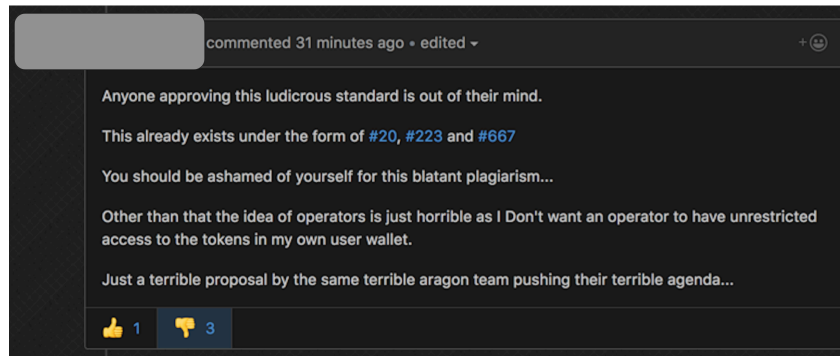 commented 31 minutes ago • edited
Anyone approving this ludicrous standard is out of their mind.
This already exists under the form of #20, #223 and #667
You should be ashamed of yourself for this blatant plagiarism...
Other than that the idea of operators is just horrible as I Don't want an operator to have unrestricted
access to the tokens in my own user wallet.
Just a terrible proposal by the same terrible aragon team pushing their terrible agenda...
👍 1 👎 3